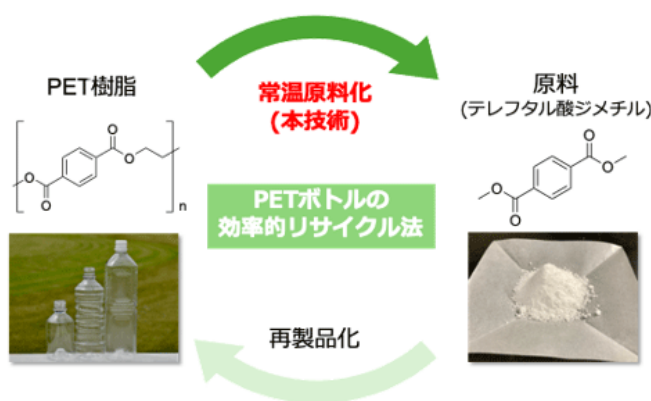 PET樹脂
常温原料化
(本技術)
原料
(テレフタル酸ジメチル)
O
O
O
O
n
O
O
O
O
PETボトルの
効率的リサイクル法
再製品化